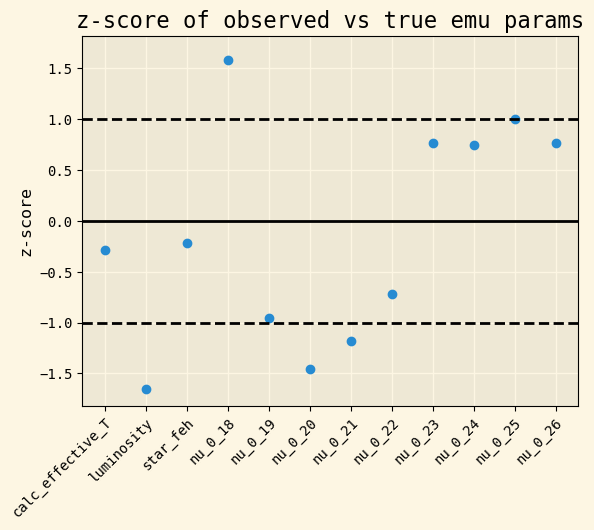 z-score of observed vs true emu params
z-score
1.5
1.0
0.5
0.0
−0.5
−1.0
−1.5
calc_effective_T
luminosity
star_feh
nu_0_18
nu_0_19
nu_0_20
nu_0_21
nu_0_22
nu_0_23
nu_0_24
nu_0_25
nu_0_26